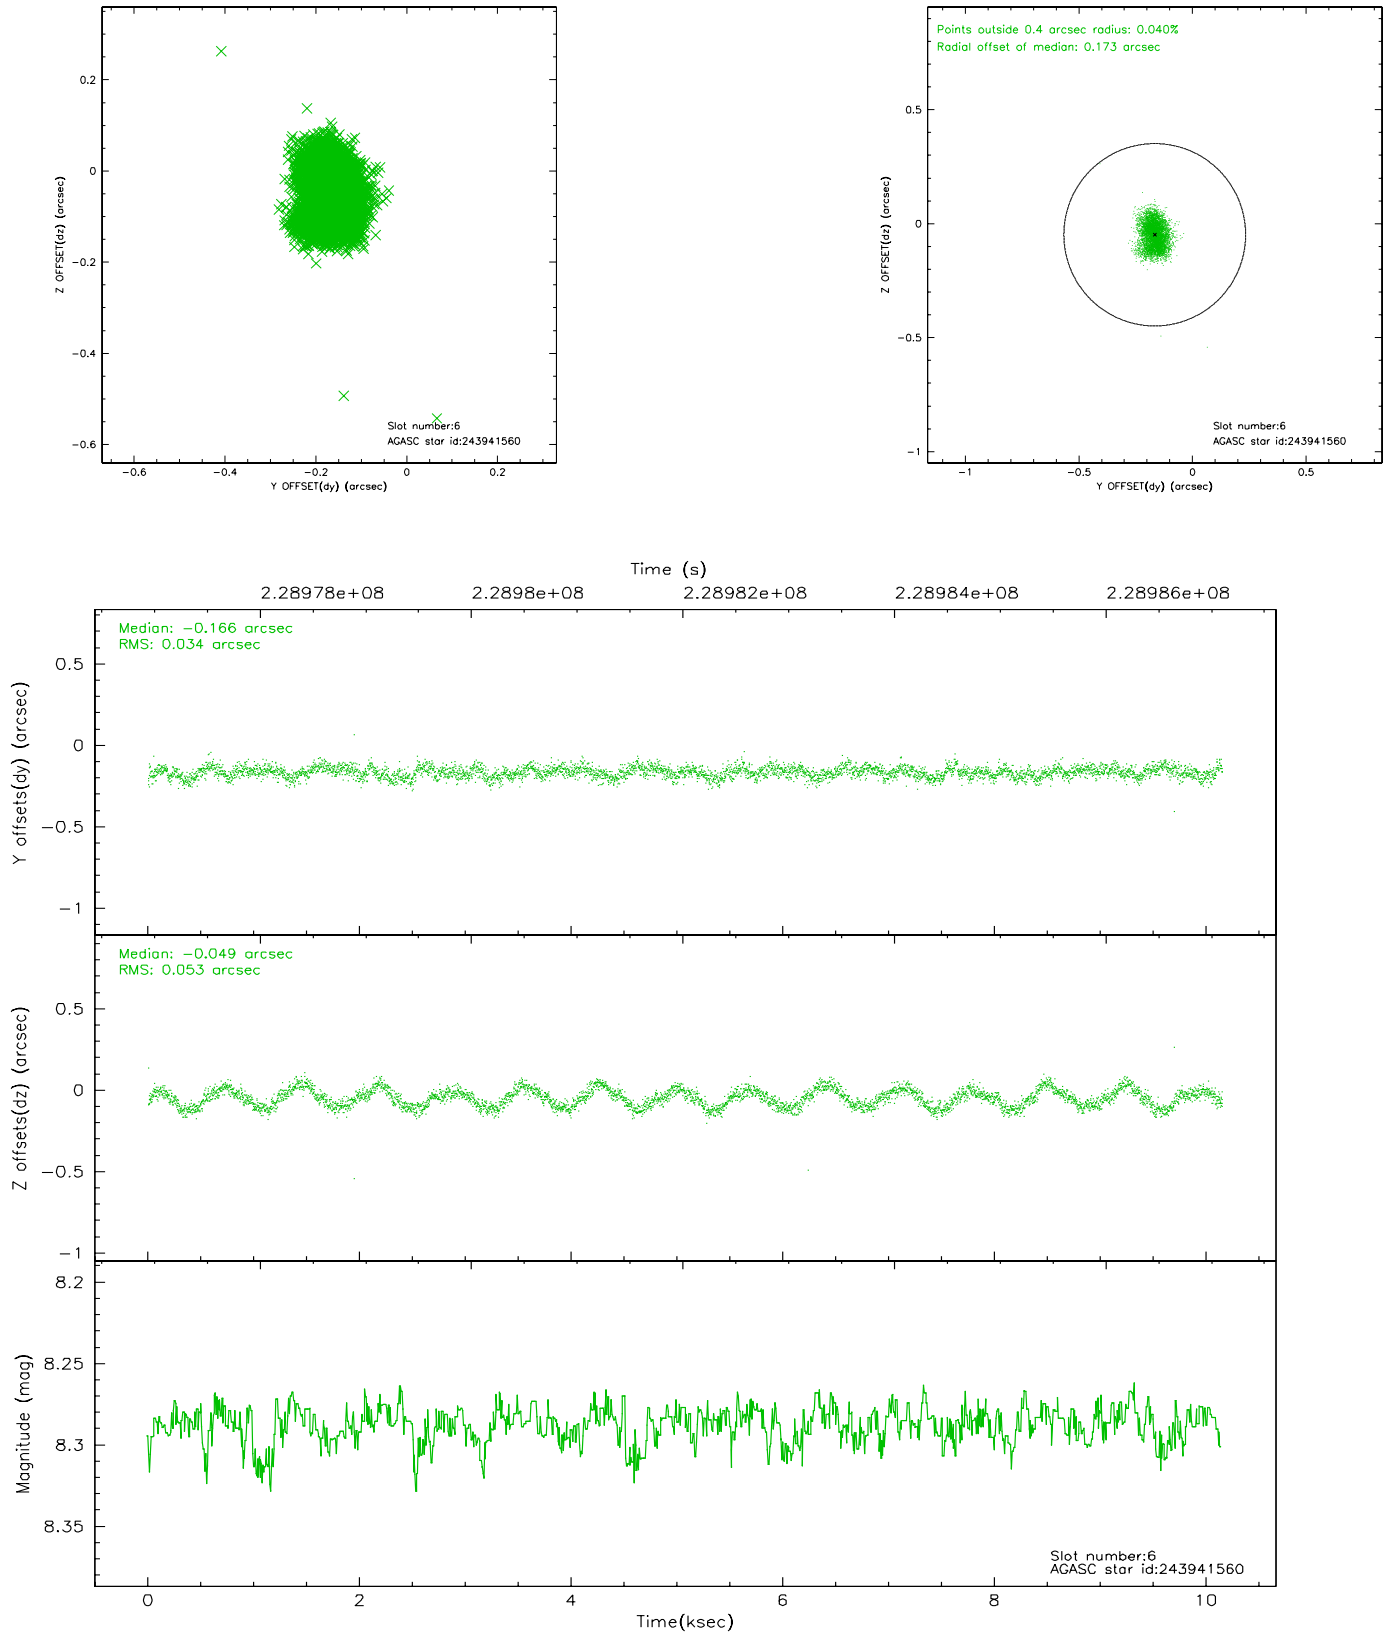 0.2
0
−0.2
−0.4
−0.6
Z OFFSET(dz) (arcsec)
Slot number:6
AGASC star id:243941560
−0.6 −0.4 −0.2 0 0.2
Y OFFSET(dy) (arcsec)
Points outside 0.4 arcsec radius: 0.040%
Radial offset of median: 0.173 arcsec
0.5
0
−0.5
−1
Z OFFSET(dz) (arcsec)
Slot number:6
AGASC star id:243941560
−1 −0.5 0 0.5
Y OFFSET(dy) (arcsec)
Time (s)
2.28978e+08 2.2898e+08 2.28982e+08 2.28984e+08 2.28986e+08
Median: −0.166 arcsec
RMS: 0.034 arcsec
0.5
0
−0.5
−1
Y offsets(dy) (arcsec)
Median: −0.049 arcsec
RMS: 0.053 arcsec
0.5
0
−0.5
−1
Z offsets(dz) (arcsec)
8.2
8.25
8.3
8.35
Magnitude (mag)
Slot number:6
AGASC star id:243941560
0 2 4 6 8 10
Time(ksec)